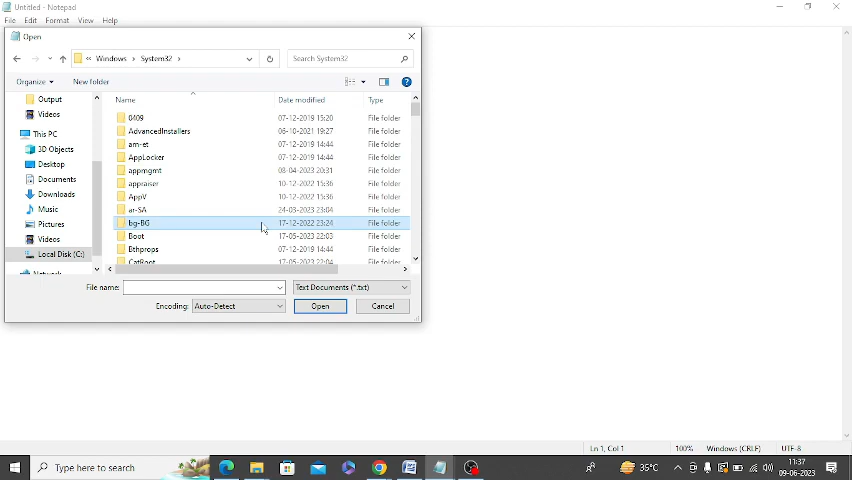 Untitled - Notepad
File Edit Format View Help
Open
« Windows › System32 › Search System32
Organize New folder
Name Date modified Type
Output
Videos
This PC
3D Objects
Desktop
Documents
Downloads
Music
Pictures
Videos
Local Disk (C:)
Network
0409 07-12-2019 15:20 File folder
AdvancedInstallers 06-10-2021 19:27 File folder
am-et 07-12-2019 14:44 File folder
AppLocker 07-12-2019 14:44 File folder
appmgmt 08-04-2023 20:31 File folder
appraiser 10-12-2022 15:36 File folder
AppV 10-12-2022 15:36 File folder
ar-SA 24-03-2023 23:04 File folder
bg-BG 17-12-2022 23:24 File folder
Boot 17-05-2023 22:03 File folder
Bthprops 07-12-2019 14:44 File folder
CatRoot 17-05-2023 22:04 File folder
File name: Text Documents (*.txt)
Encoding: Auto-Detect Open Cancel
Ln 1, Col 1 100% Windows (CRLF) UTF-8
Type here to search 35°C 11:37
09-06-2023